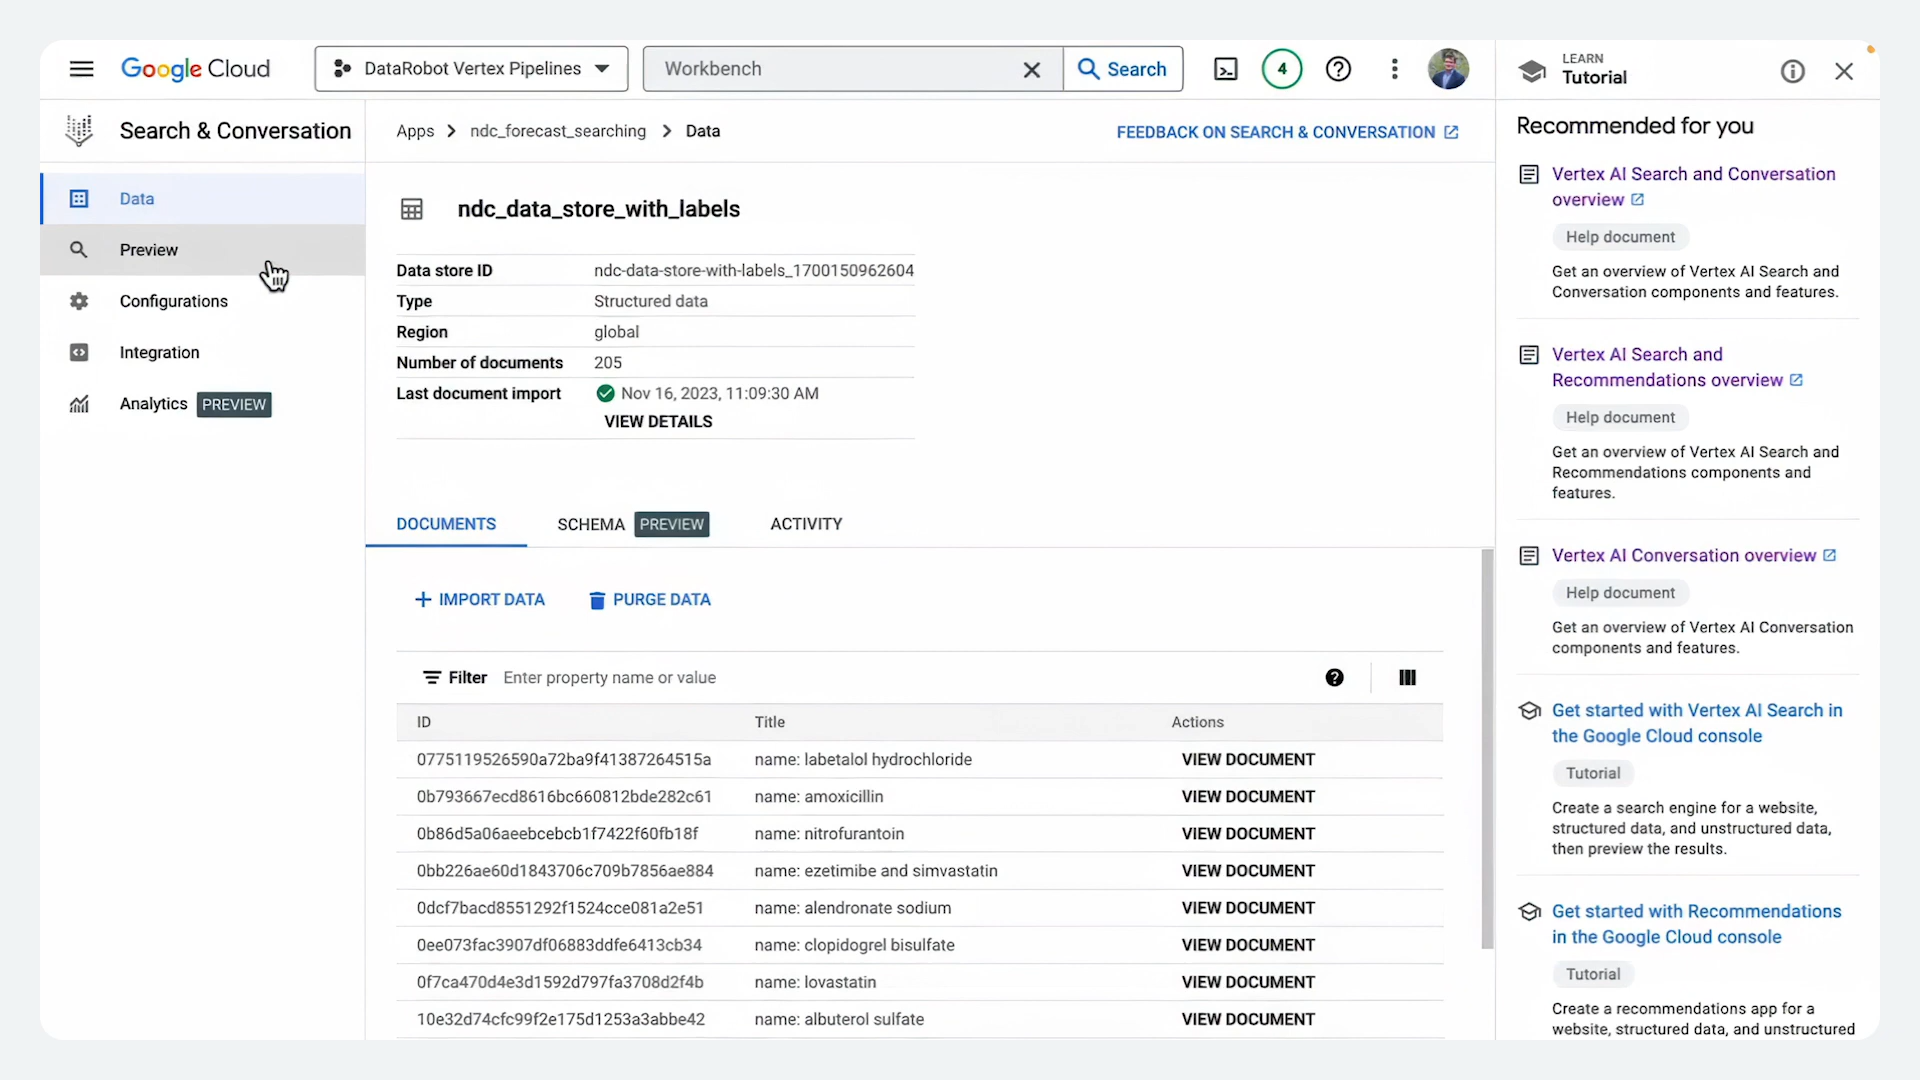 Google Cloud
DataRobot Vertex Pipelines
Workbench
Search
4
LEARN
Tutorial
Search & Conversation
Apps > ndc_forecast_searching > Data
FEEDBACK ON SEARCH & CONVERSATION
Data
Preview
Configurations
Integration
Analytics PREVIEW
ndc_data_store_with_labels
Data store ID ndc-data-store-with-labels_1700150962604
Type Structured data
Region global
Number of documents 205
Last document import Nov 16, 2023, 11:09:30 AM
VIEW DETAILS
DOCUMENTS SCHEMA PREVIEW ACTIVITY
+ IMPORT DATA PURGE DATA
Filter Enter property name or value
ID Title Actions
0775119526590a72ba9f41387264515a name: labetalol hydrochloride VIEW DOCUMENT
0b793667ecd8616bc660812bde282c61 name: amoxicillin VIEW DOCUMENT
0b86d5a06aeebcebcb1f7422f60fb18f name: nitrofurantoin VIEW DOCUMENT
0bb226ae60d1843706c709b7856ae884 name: ezetimibe and simvastatin VIEW DOCUMENT
0dcf7bacd8551292f1524cce081a2e51 name: alendronate sodium VIEW DOCUMENT
0ee073fac3907df06883ddfe6413cb34 name: clopidogrel bisulfate VIEW DOCUMENT
0f7ca470d4e3d1592d797fa3708d2f4b name: lovastatin VIEW DOCUMENT
10e32d74cfc99f2e175d1253a3abbe42 name: albuterol sulfate VIEW DOCUMENT
Recommended for you
Vertex AI Search and Conversation
overview
Help document
Get an overview of Vertex AI Search and
Conversation components and features.
Vertex AI Search and
Recommendations overview
Help document
Get an overview of Vertex AI Search and
Recommendations components and
features.
Vertex AI Conversation overview
Help document
Get an overview of Vertex AI Conversation
components and features.
Get started with Vertex AI Search in
the Google Cloud console
Tutorial
Create a search engine for a website,
structured data, and unstructured data,
then preview the results.
Get started with Recommendations
in the Google Cloud console
Tutorial
Create a recommendations app for a
website, structured data, and unstructured